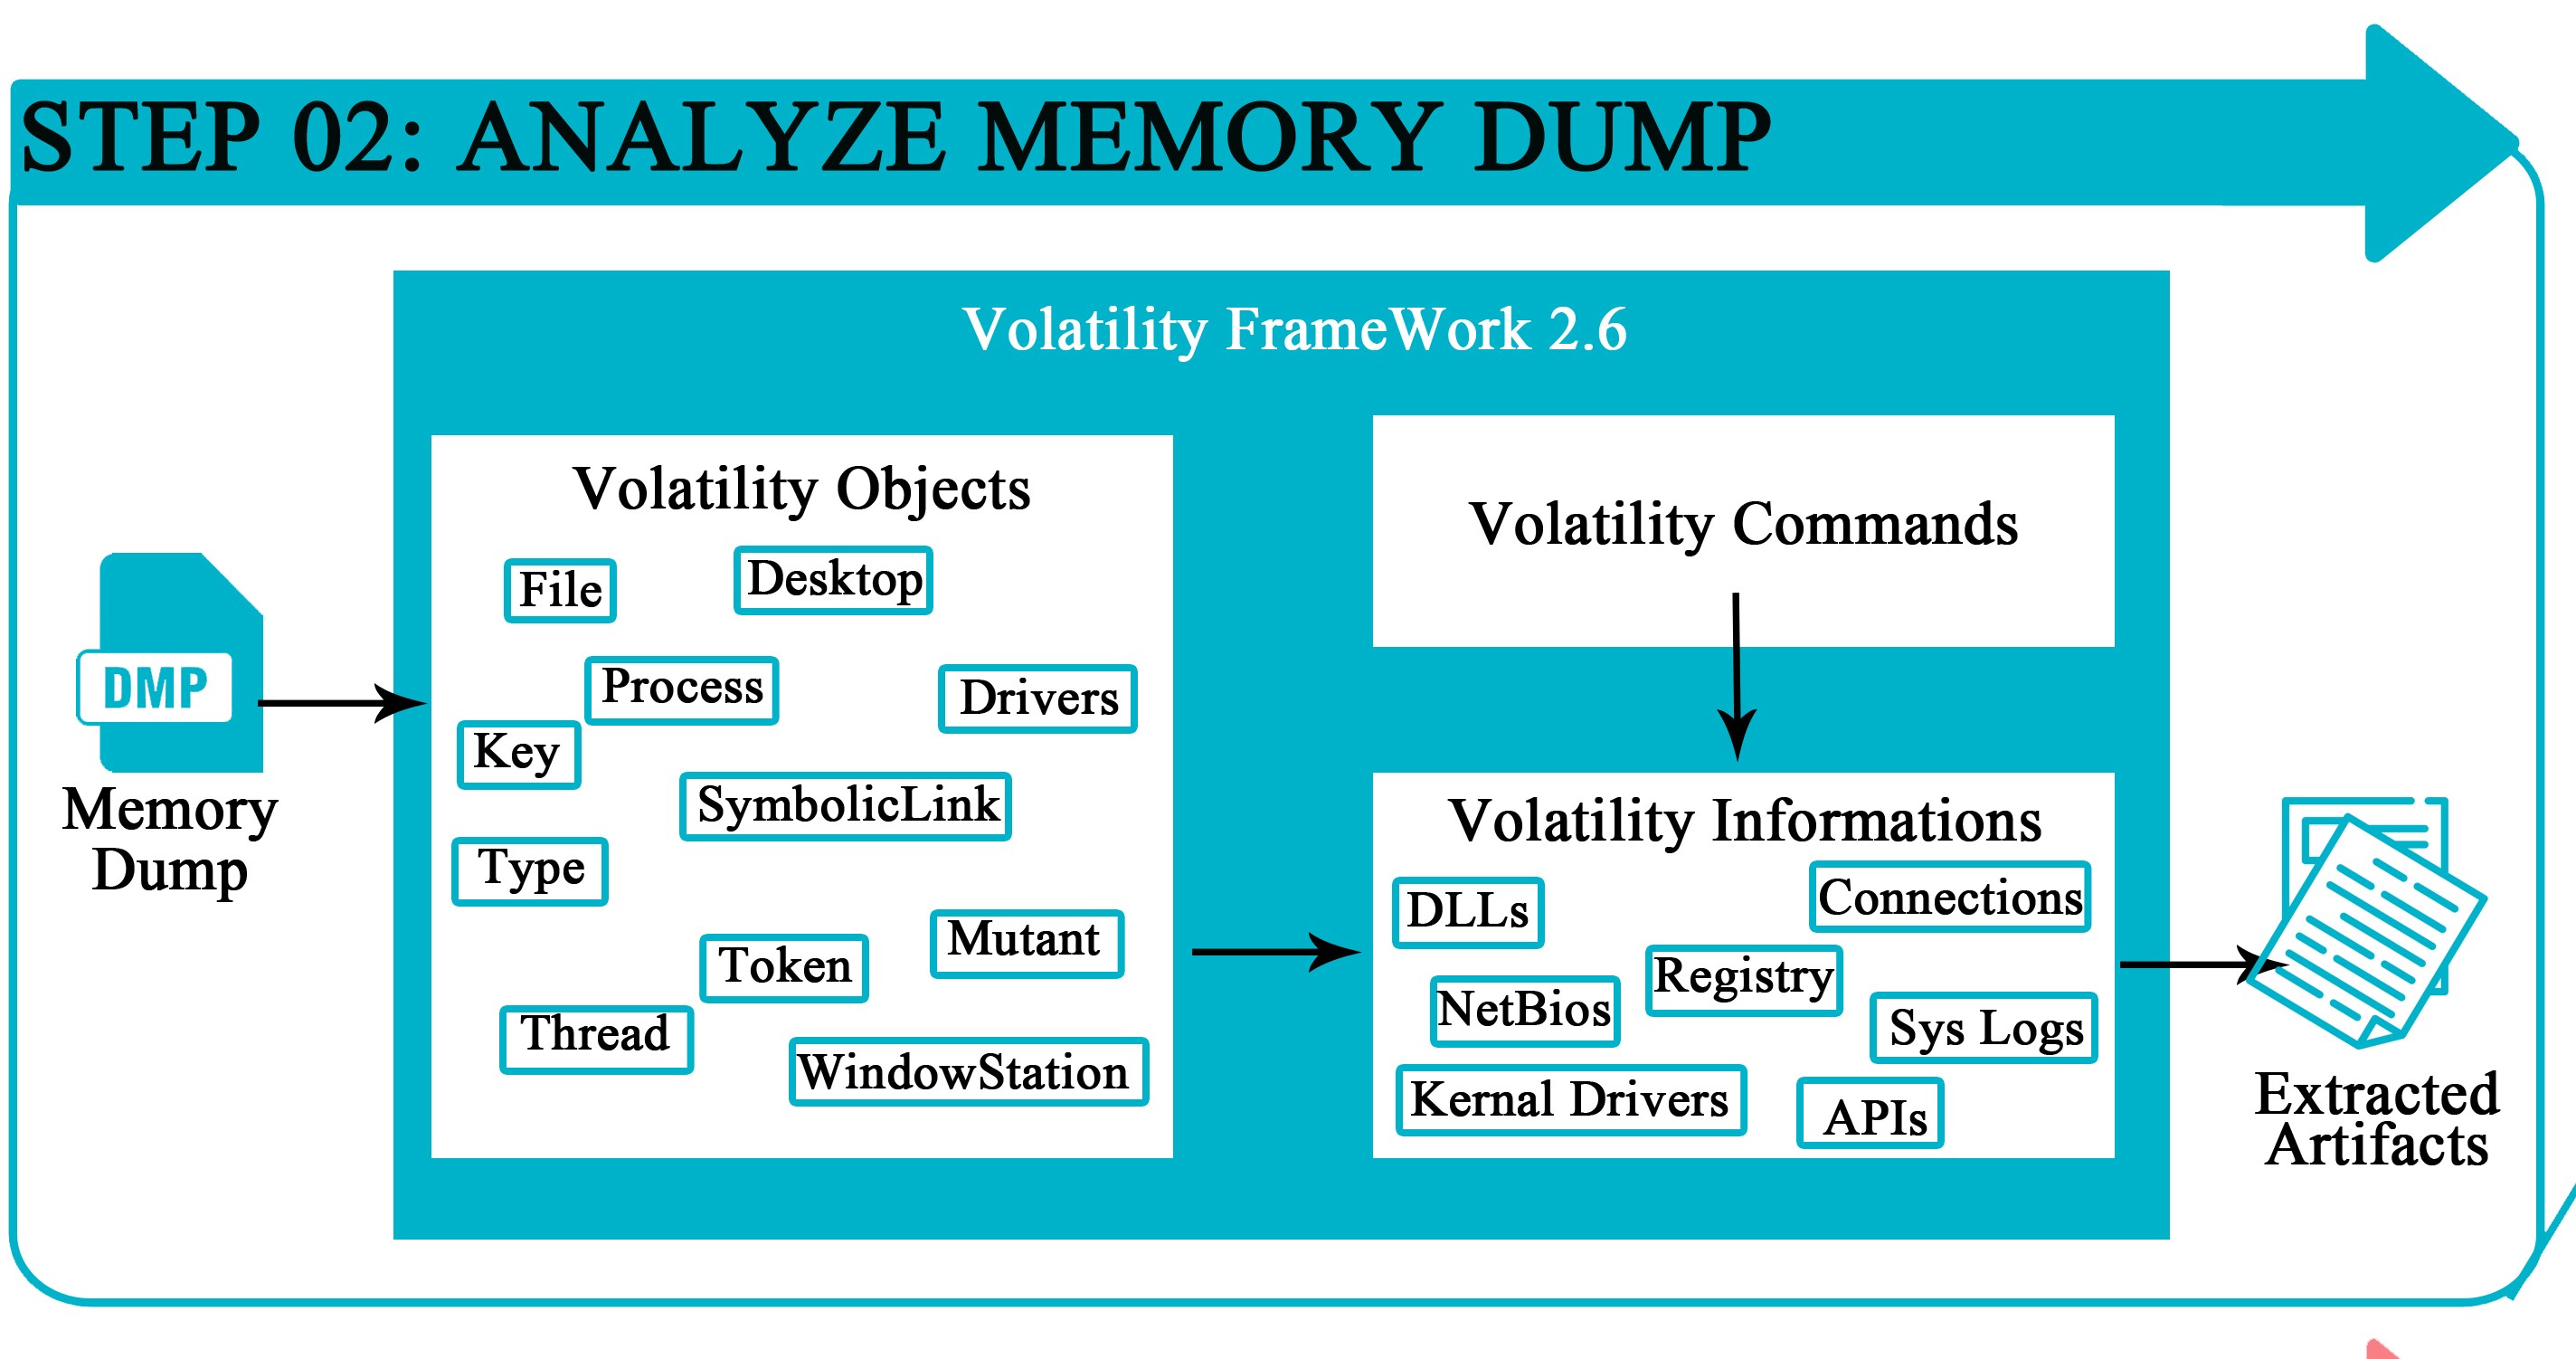 STEP 02: ANALYZE MEMORY DUMP
Volatility FrameWork 2.6
DMP
Memory
Dump
Volatility Objects
File
Desktop
Process
Drivers
Key
SymbolicLink
Type
Mutant
Token
Thread
WindowStation
Volatility Commands
Volatility Informations
DLLs
Connections
Registry
NetBios
Sys Logs
Kernal Drivers
APIs
Extracted
Artifacts